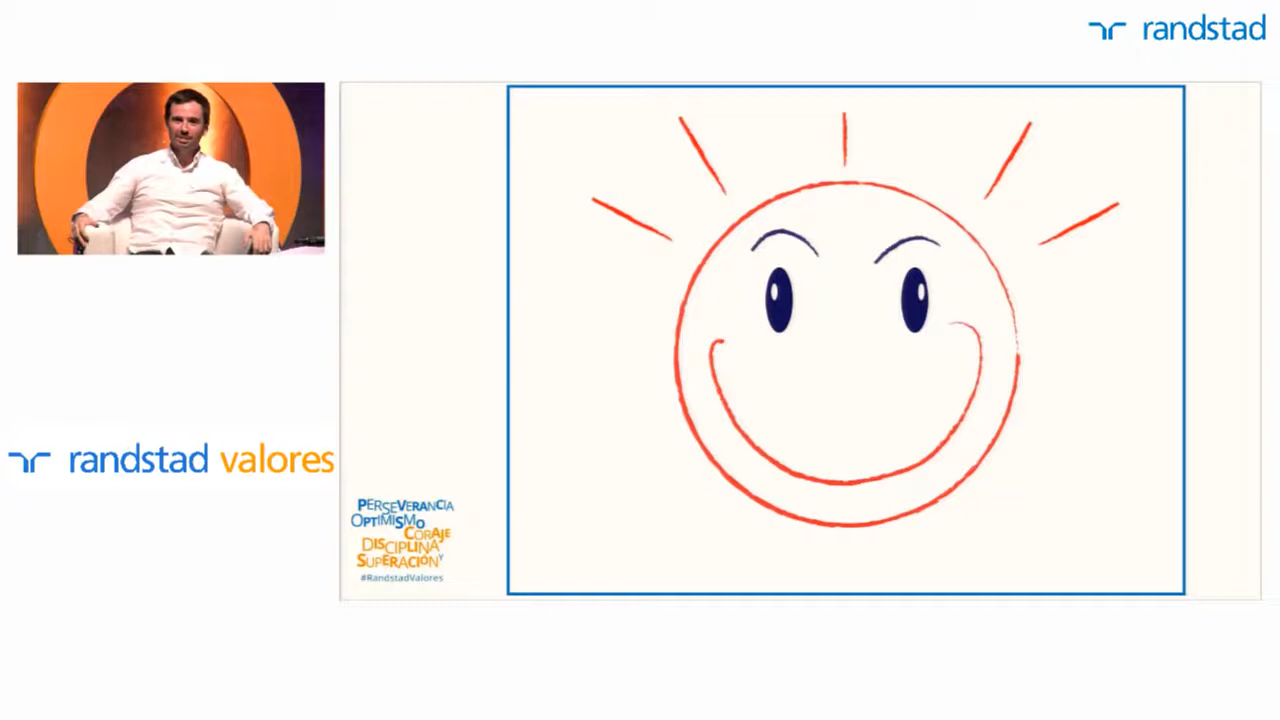 randstad
randstad valores
PERSEVERANCIA
OPTIMISMO
CORAJE
DISCIPLINA
SUPERACIÓN Y
#RandstadValores